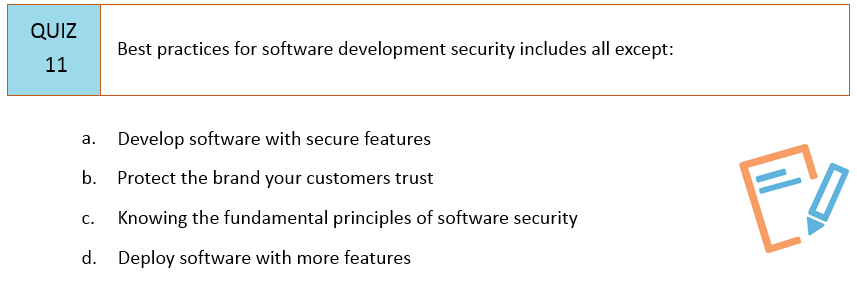 QUIZ
11
Best practices for software development security includes all except:
a. Develop software with secure features
b. Protect the brand your customers trust
c. Knowing the fundamental principles of software security
d. Deploy software with more features